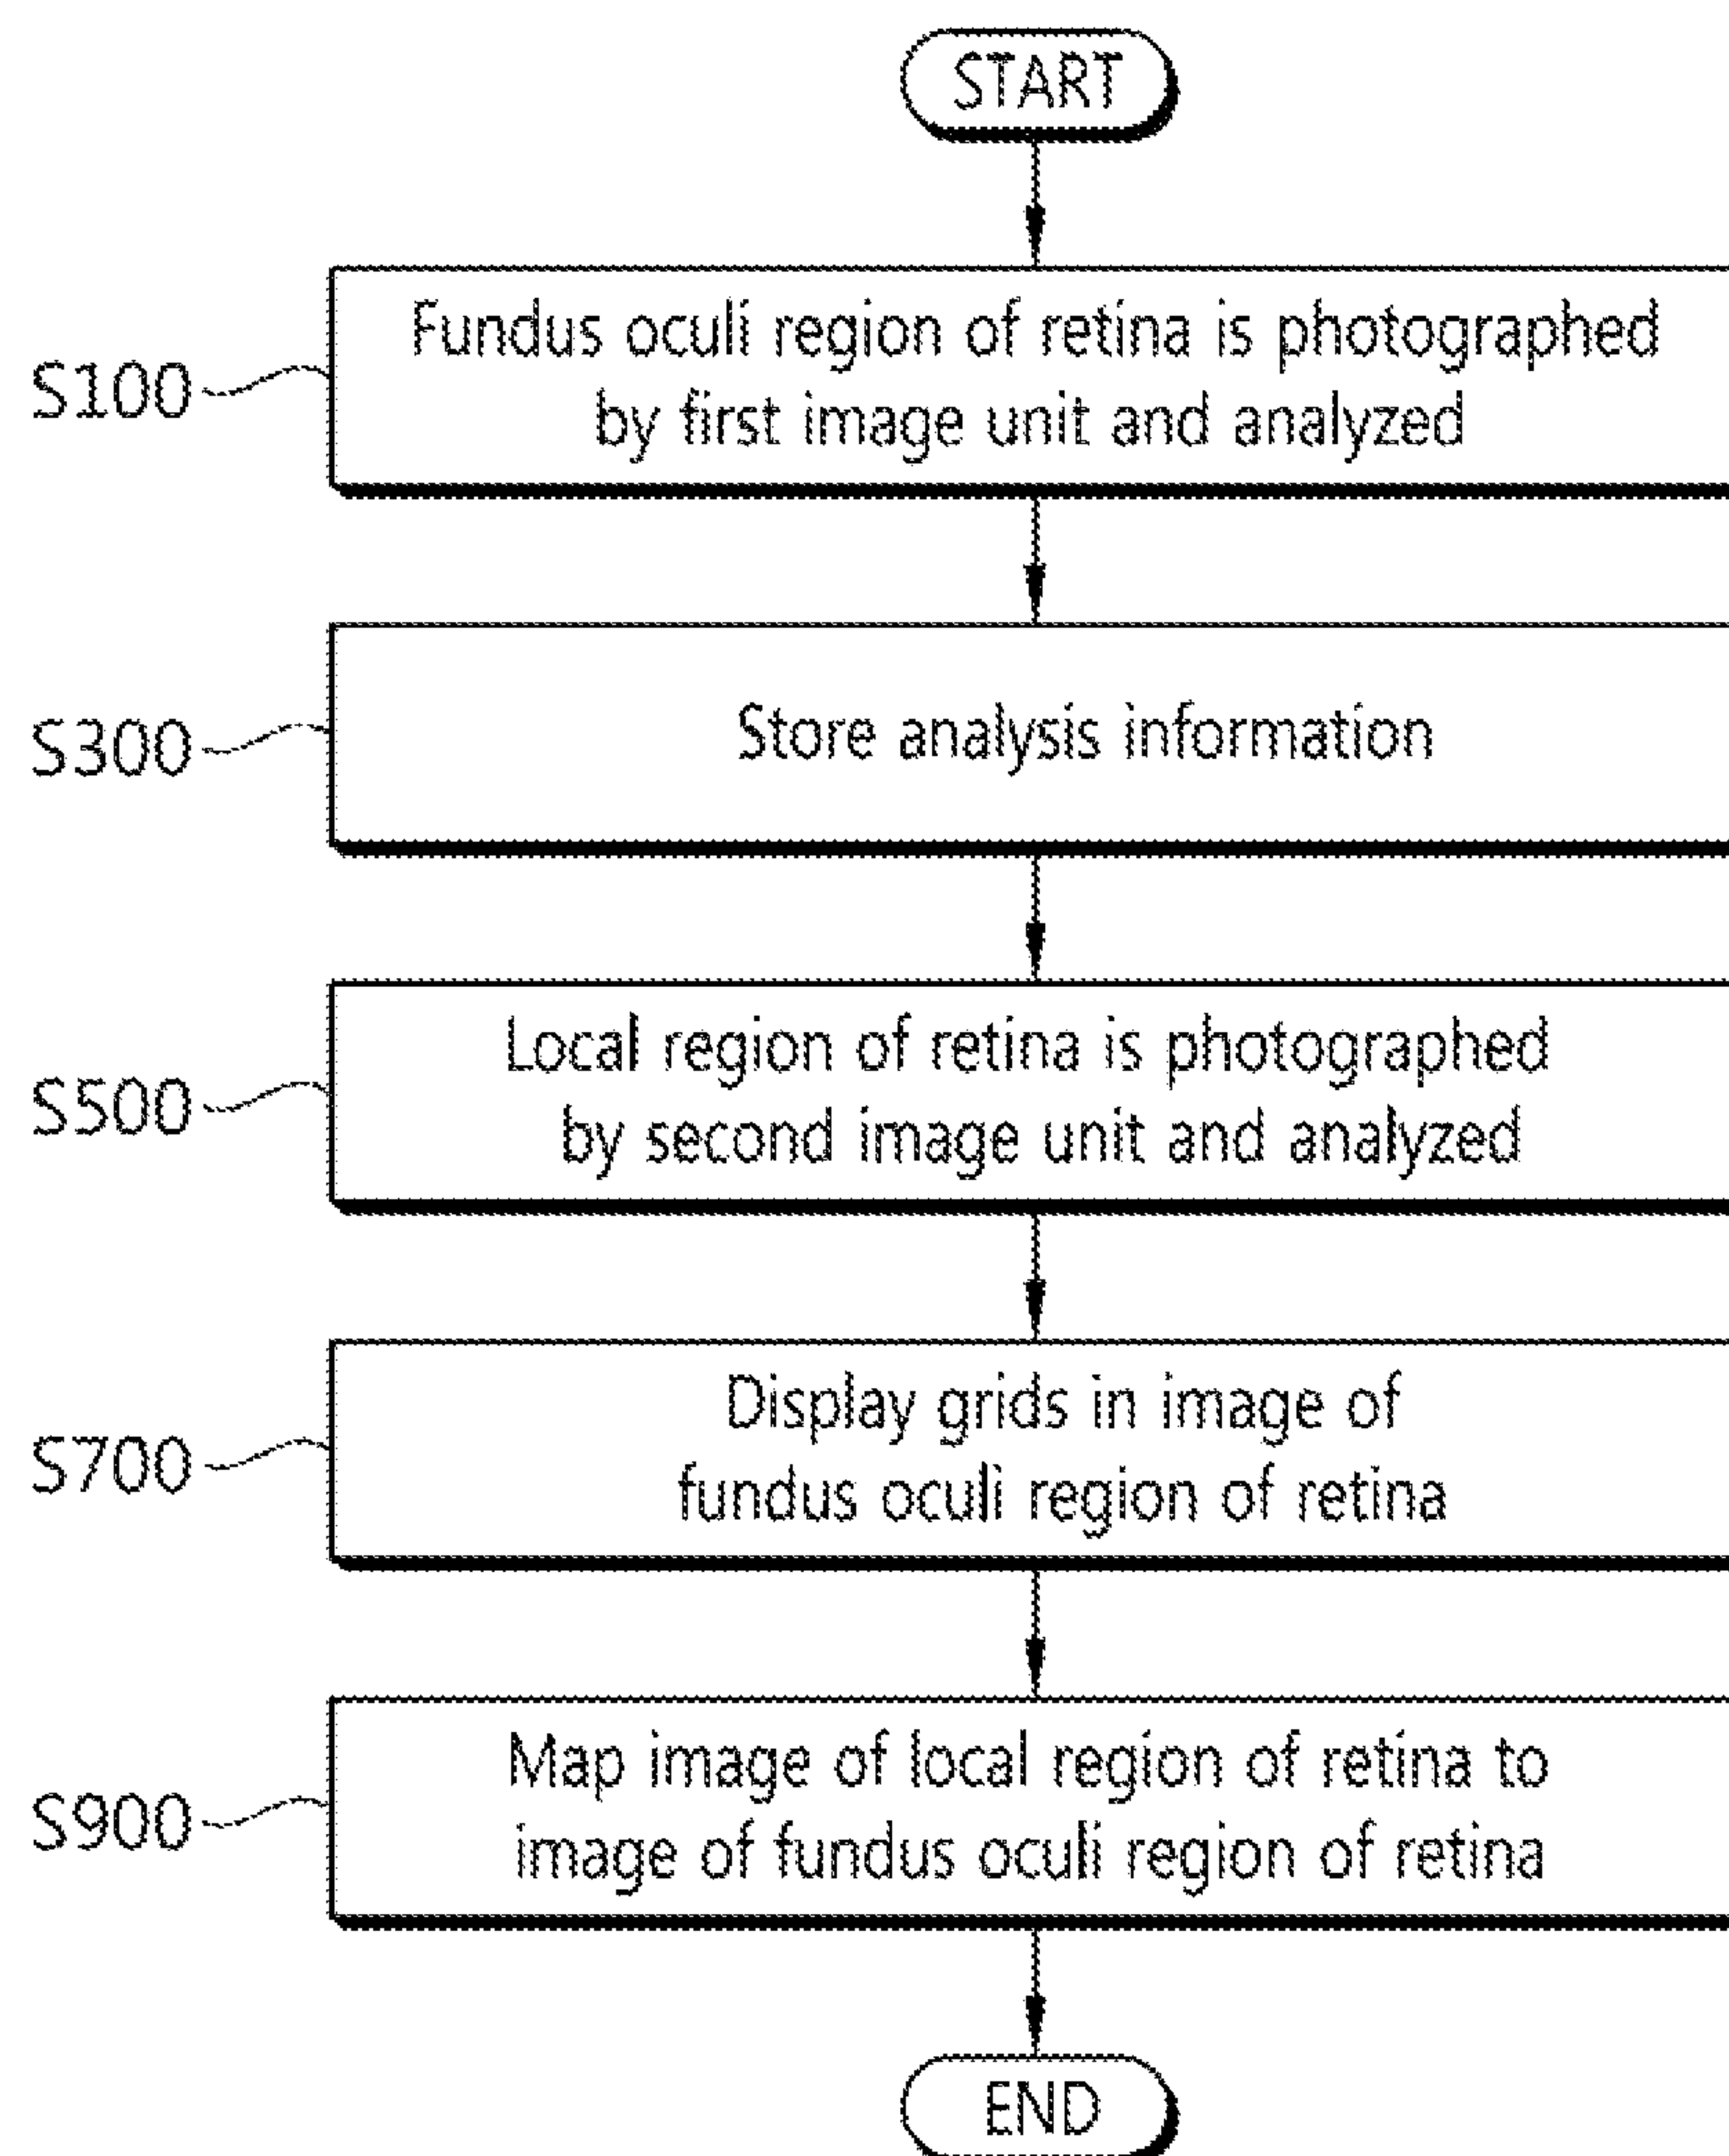 START
S100
Fundus oculi region of retina is photographed
by first image unit and analyzed
S300
Store analysis information
S500
Local region of retina is photographed
by second image unit and analyzed
S700
Display grids in image of
fundus oculi region of retina
S900
Map image of local region of retina to
image of fundus oculi region of retina
END